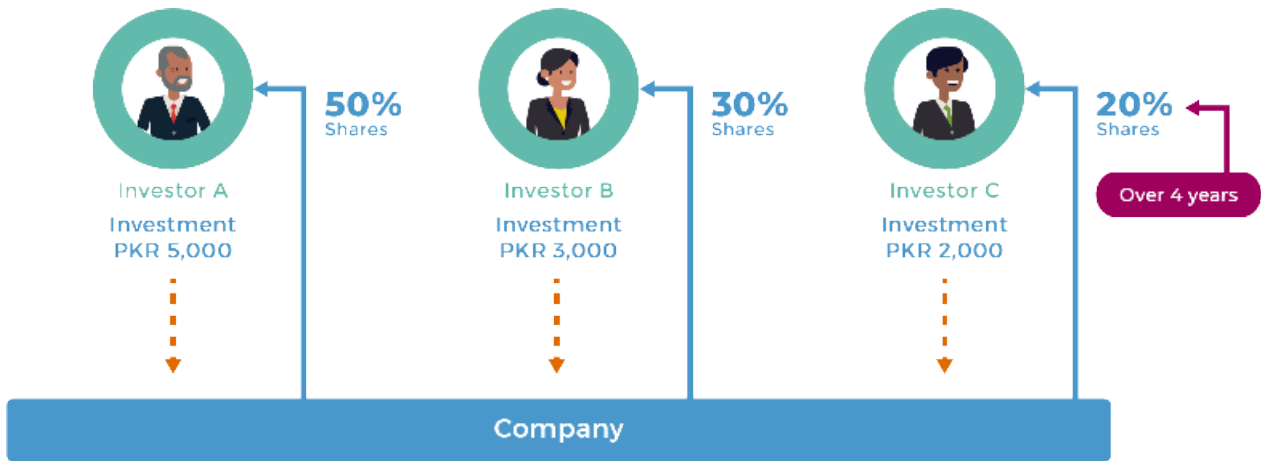 50%
Shares
Investor A
Investment
PKR 5,000
30%
Shares
Investor B
Investment
PKR 3,000
20%
Shares
Over 4 years
Investor C
Investment
PKR 2,000
Company